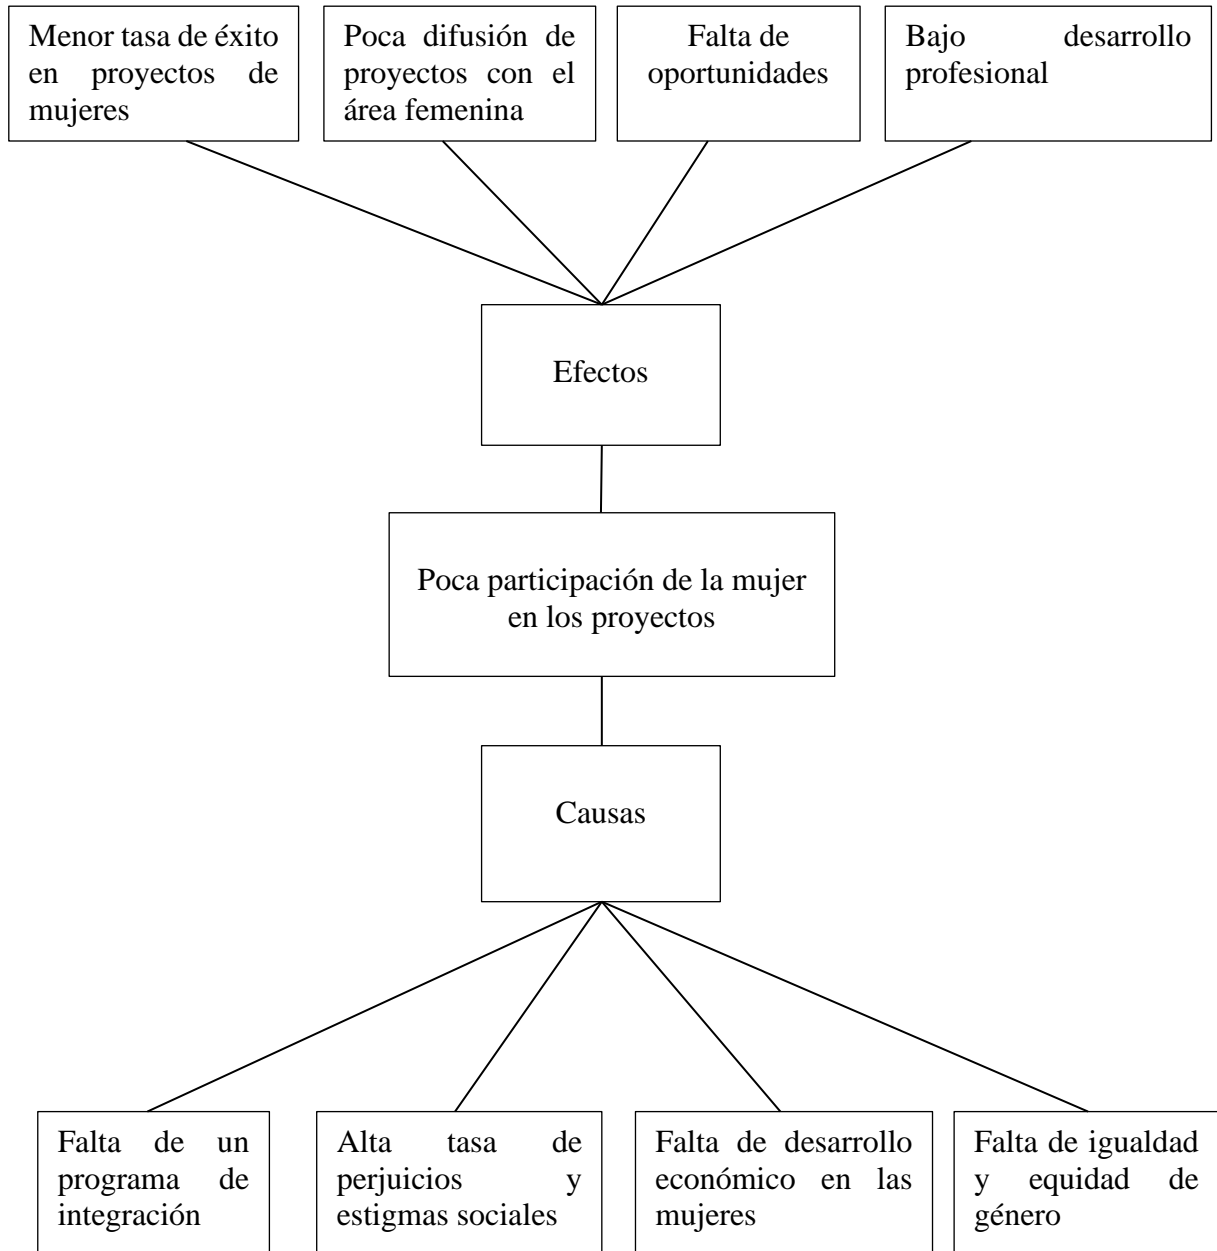 Menor tasa de éxito
en proyectos de
mujeres
Poca difusión de
proyectos con el
área femenina
Falta de
oportunidades
Bajo desarrollo
profesional
Efectos
Poca participación de la mujer
en los proyectos
Causas
Falta de un
programa de
integración
Alta tasa de
perjuicios y
estigmas sociales
Falta de desarrollo
económico en las
mujeres
Falta de igualdad
y equidad de
género